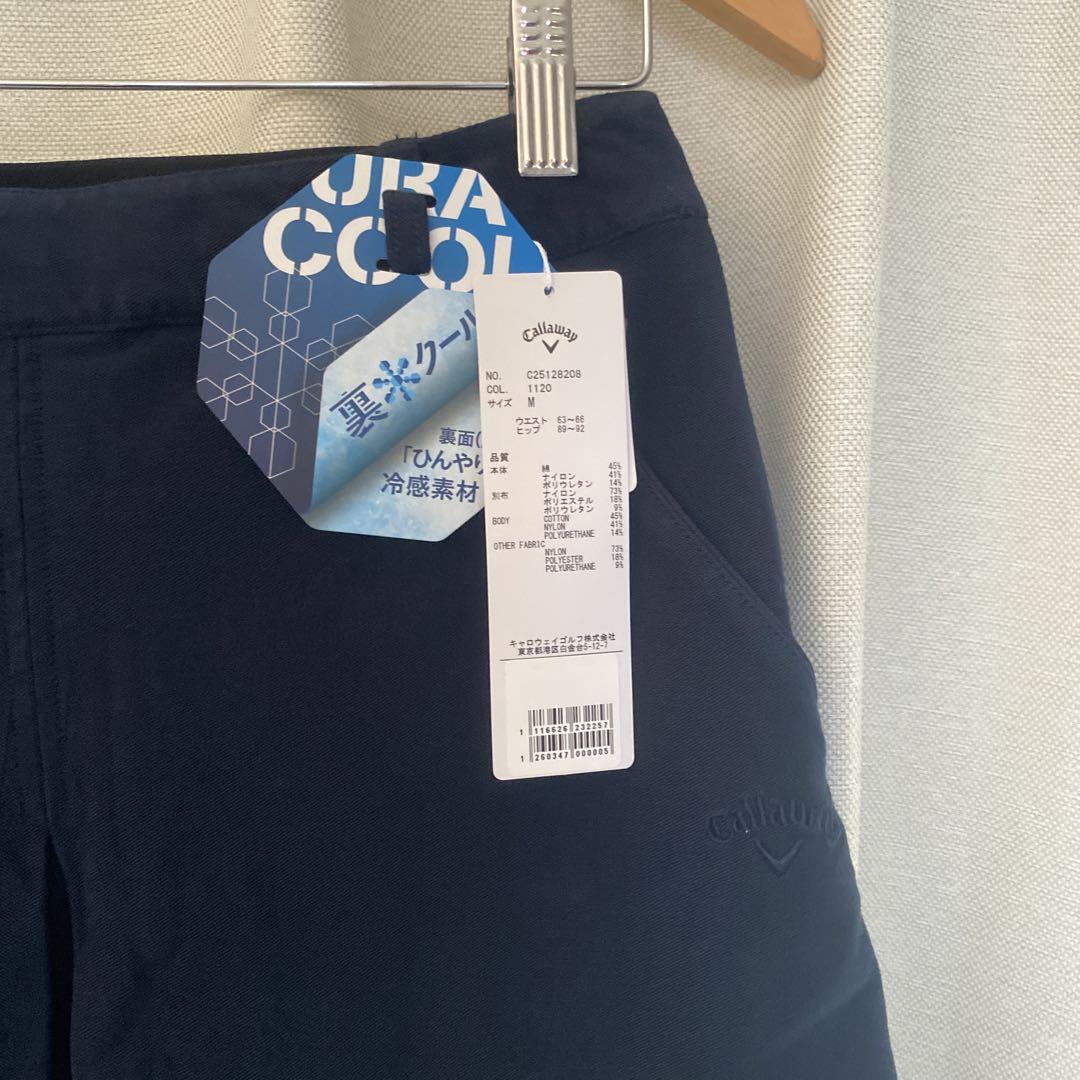 URA
COOL
裏クール
裏面(
「ひんやり
冷感素材
Callaway
NO. C25128208
COL. 1120
サイズ M
ウエスト 63～66
ヒップ 89～92
品質
本体 綿 45%
ナイロン 41%
ポリウレタン 14%
別布 ナイロン 73%
ポリエステル 18%
ポリウレタン 9%
BODY COTTON 45%
NYLON 41%
POLYURETHANE 14%
OTHER FABRIC
NYLON 73%
POLYESTER 18%
POLYURETHANE 9%
キャロウェイゴルフ株式会社
東京都港区白金台5-12-7
1 116626 232257
1 260347 000005
Callaway